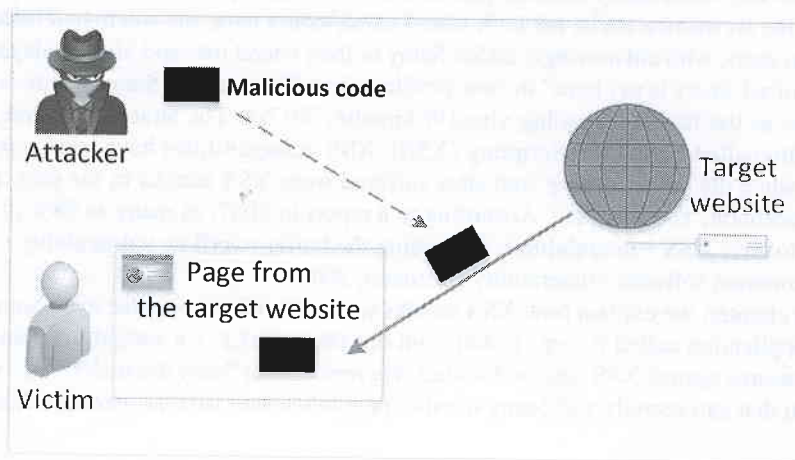 Malicious code
Attacker
Target
website
Page from
the target website
Victim